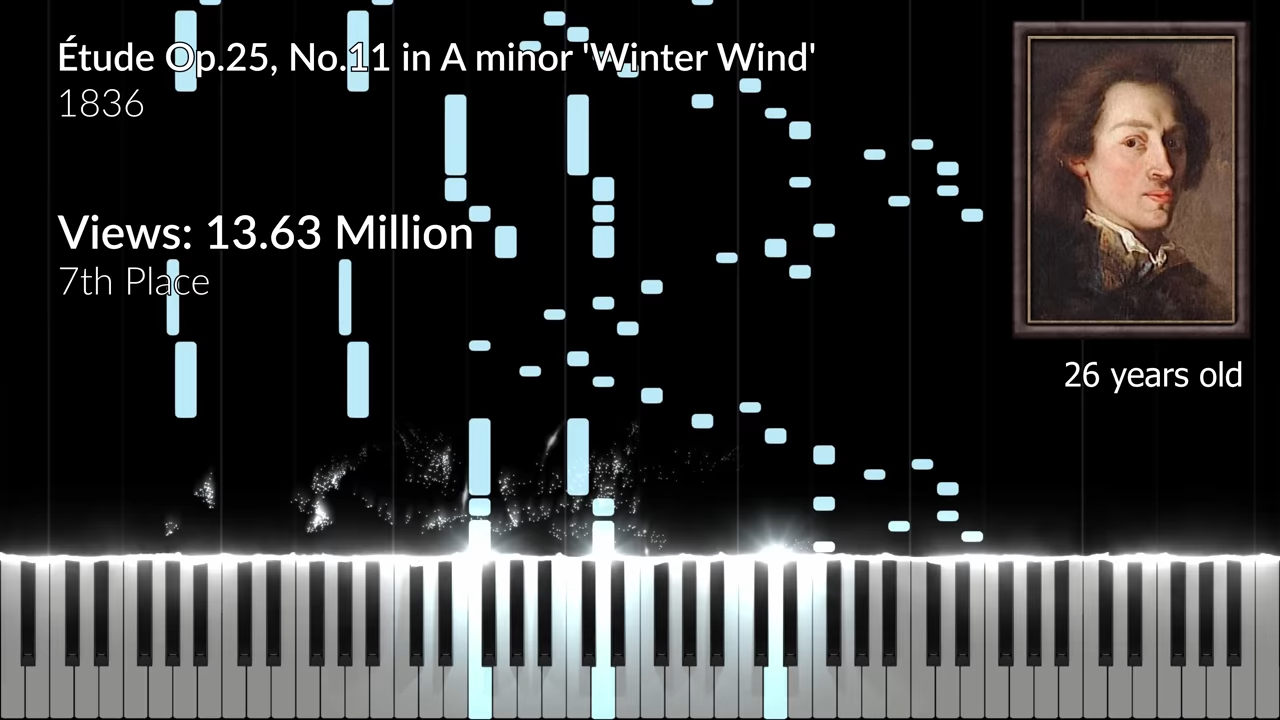 Étude Op.25, No.11 in A minor 'Winter Wind'
1836
Views: 13.63 Million
7th Place
26 years old